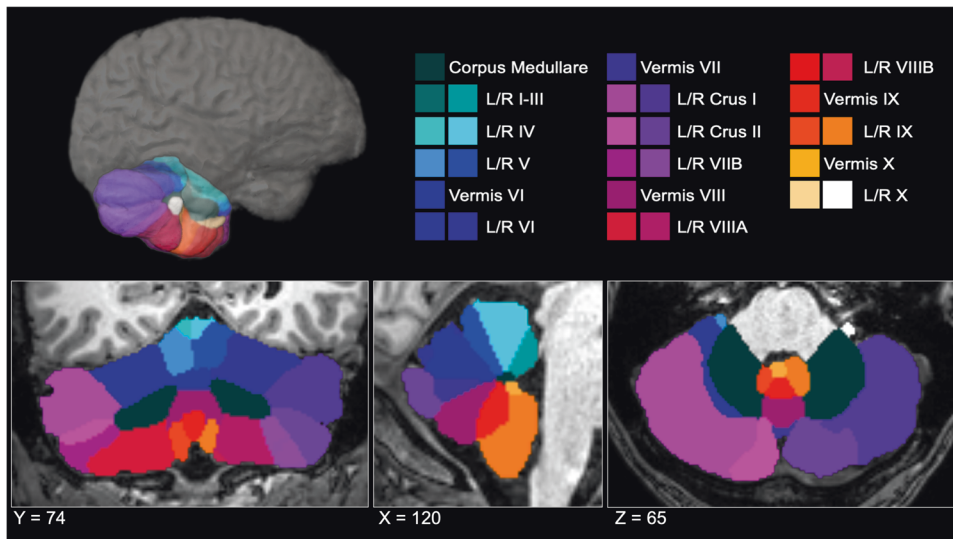 Corpus Medullare
L/R I-III
L/R IV
L/R V
Vermis VI
L/R VI
Vermis VII
L/R Crus I
L/R Crus II
L/R VIIB
Vermis VIII
L/R VIIIA
L/R VIIIB
Vermis IX
L/R IX
Vermis X
L/R X
Y = 74
X = 120
Z = 65